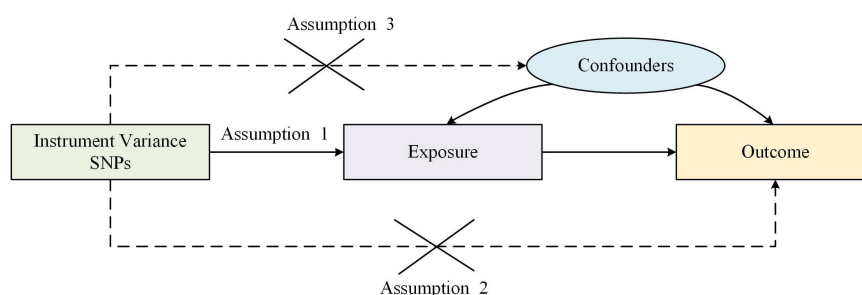 Assumption 3
Confounders
Instrument Variance
SNPs
Assumption 1
Exposure
Outcome
Assumption 2